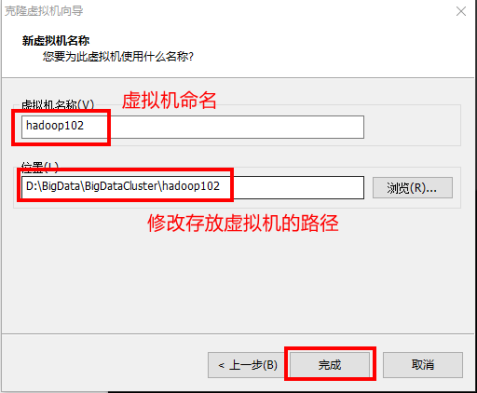 克隆虚拟机向导
新虚拟机名称
您要为此虚拟机使用什么名称?
虚拟机名称(V)
虚拟机命名
hadoop102
位置(L)
D:\BigData\BigDataCluster\hadoop102
浏览(R)...
修改存放虚拟机的路径
< 上一步(B)
完成
取消